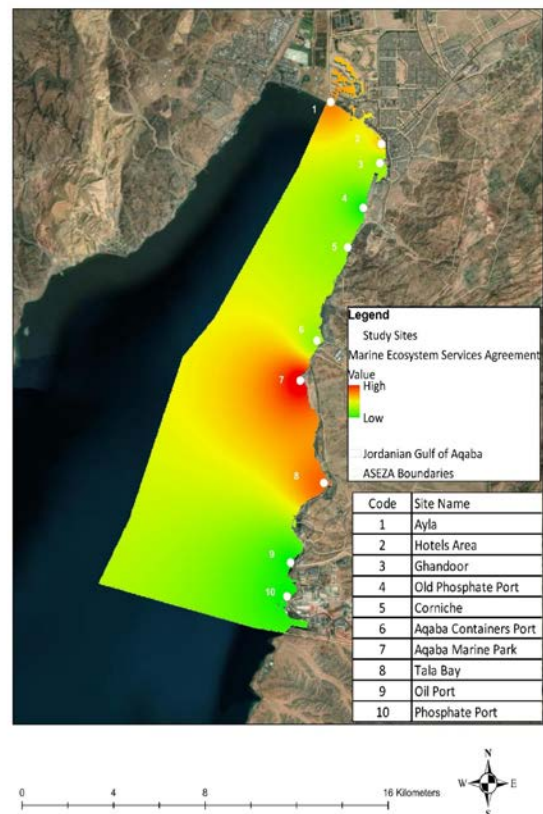 1
2
3
4
5
6
7
8
9
10
Legend
Study Sites
Marine Ecosystem Services Agreement
Value
High
Low
Jordanian Gulf of Aqaba
ASEZA Boundaries
Code Site Name
1 Ayla
2 Hotels Area
3 Ghandoor
4 Old Phosphate Port
5 Corniche
6 Aqaba Containers Port
7 Aqaba Marine Park
8 Tala Bay
9 Oil Port
10 Phosphate Port
N
W E
S
0 4 8 16 Kilometers